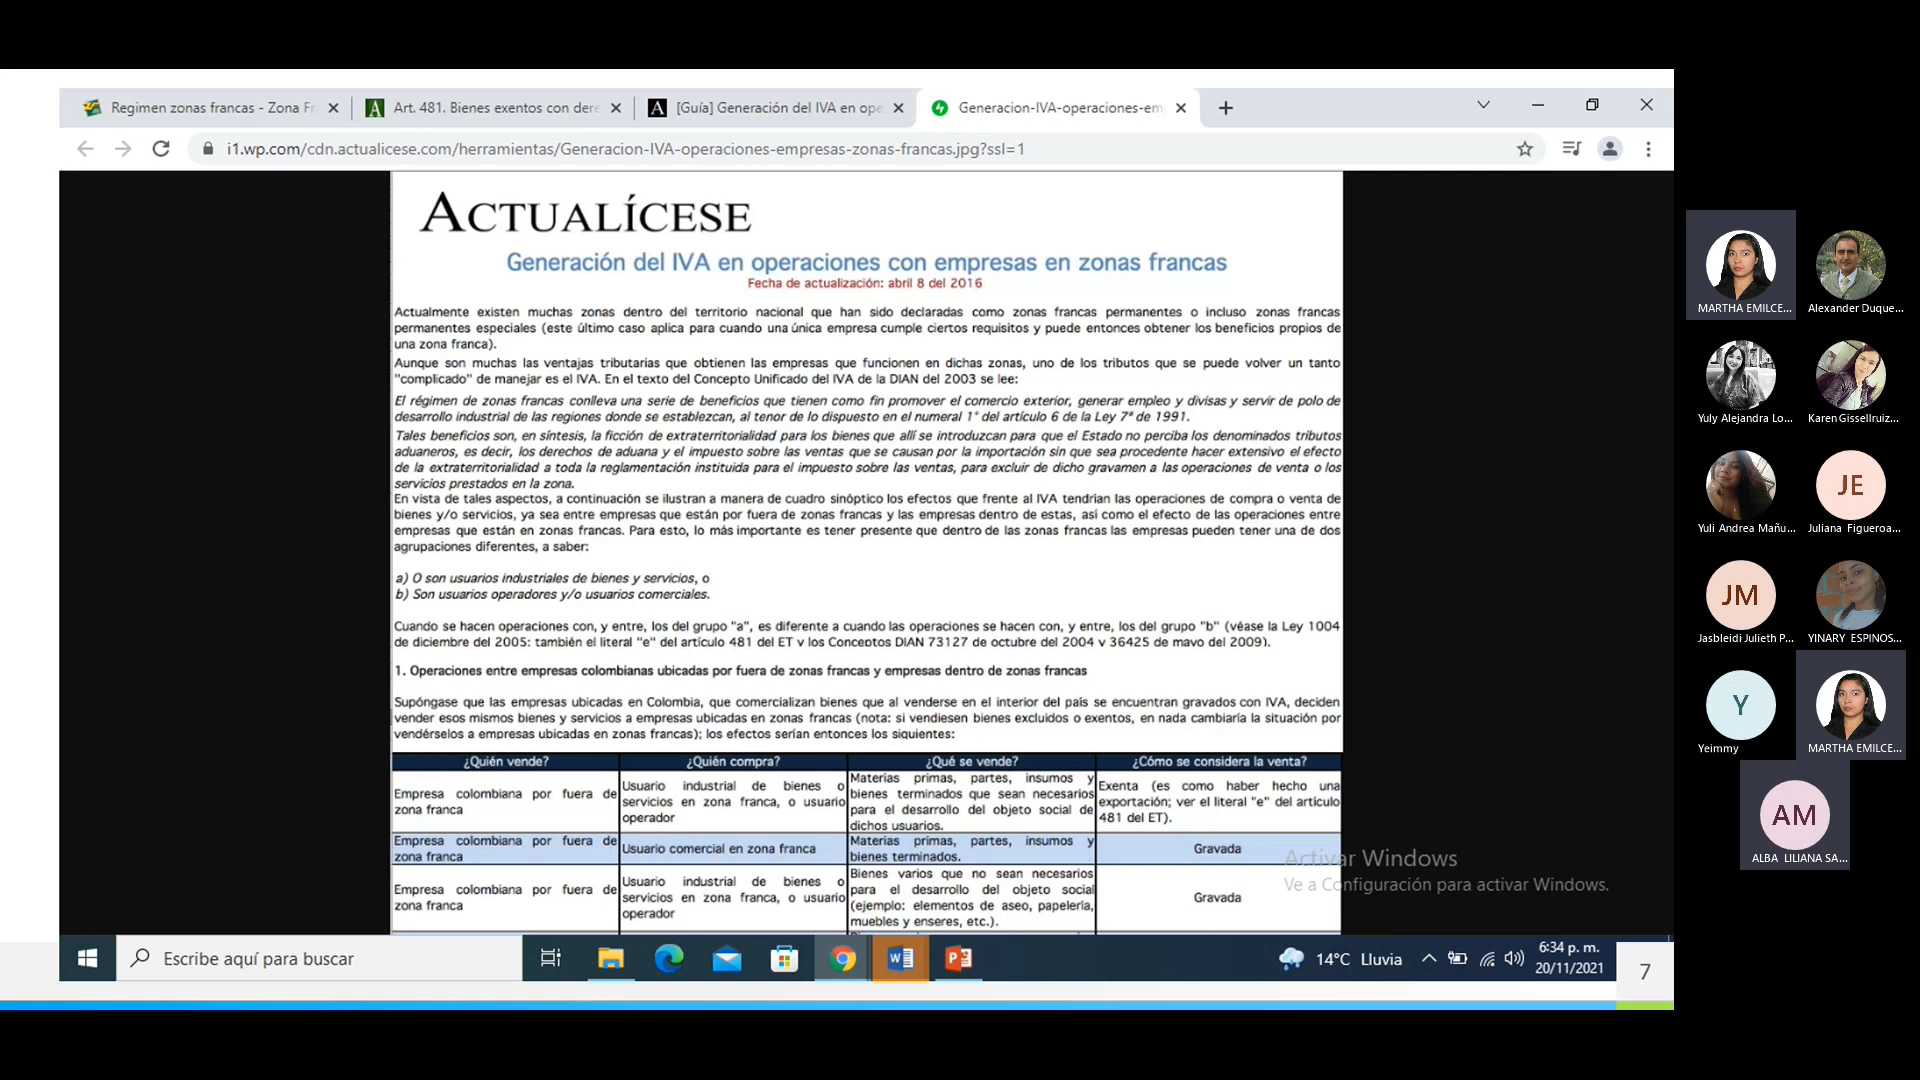 Regimen zonas francas - Zona Fr
Art. 481. Bienes exentos con dere
[Guía] Generación del IVA en ope
Generacion-IVA-operaciones-em
i1.wp.com/cdn.actualicese.com/herramientas/Generacion-IVA-operaciones-empresas-zonas-francas.jpg?ssl=1
ACTUALÍCESE
Generación del IVA en operaciones con empresas en zonas francas
Fecha de actualización: abril 8 del 2016
Actualmente existen muchas zonas dentro del territorio nacional que han sido declaradas como zonas francas permanentes o incluso zonas francas
permanentes especiales (este último caso aplica para cuando una única empresa cumple ciertos requisitos y puede entonces obtener los beneficios propios de
una zona franca).
Aunque son muchas las ventajas tributarias que obtienen las empresas que funcionen en dichas zonas, uno de los tributos que se puede volver un tanto
"complicado" de manejar es el IVA. En el texto del Concepto Unificado del IVA de la DIAN del 2003 se lee:
El régimen de zonas francas conlleva una serie de beneficios que tienen como fin promover el comercio exterior, generar empleo y divisas y servir de polo de
desarrollo industrial de las regiones donde se establezcan, al tenor de lo dispuesto en el numeral 1° del artículo 6 de la Ley 7ª de 1991.
Tales beneficios son, en síntesis, la ficción de extraterritorialidad para los bienes que allí se introduzcan para que el Estado no perciba los denominados tributos
aduaneros, es decir, los derechos de aduana y el impuesto sobre las ventas que se causan por la importación sin que sea procedente hacer extensivo el efecto
de la extraterritorialidad a toda la reglamentación instituida para el impuesto sobre las ventas, para excluir de dicho gravamen a las operaciones de venta o los
servicios prestados en la zona.
En vista de tales aspectos, a continuación se ilustran a manera de cuadro sinóptico los efectos que frente al IVA tendrían las operaciones de compra o venta de
bienes y/o servicios, ya sea entre empresas que están por fuera de zonas francas y las empresas dentro de estas, así como el efecto de las operaciones entre
empresas que están en zonas francas. Para esto, lo más importante es tener presente que dentro de las zonas francas las empresas pueden tener una de dos
agrupaciones diferentes, a saber:
a) O son usuarios industriales de bienes y servicios, o
b) Son usuarios operadores y/o usuarios comerciales.
Cuando se hacen operaciones con, y entre, los del grupo "a", es diferente a cuando las operaciones se hacen con, y entre, los del grupo "b" (véase la Ley 1004
de diciembre del 2005; también el literal "e" del artículo 481 del ET y los Conceptos DIAN 73127 de octubre del 2004 y 36425 de mayo del 2009).
1. Operaciones entre empresas colombianas ubicadas por fuera de zonas francas y empresas dentro de zonas francas
Supóngase que las empresas ubicadas en Colombia, que comercializan bienes que al venderse en el interior del país se encuentran gravados con IVA, deciden
vender esos mismos bienes y servicios a empresas ubicadas en zonas francas (nota: si vendiesen bienes excluidos o exentos, en nada cambiaría la situación por
vendérselos a empresas ubicadas en zonas francas); los efectos serían entonces los siguientes:
¿Quién vende? ¿Quién compra? ¿Qué se vende? ¿Cómo se considera la venta?
Empresa colombiana por fuera de
zona franca
Usuario industrial de bienes o
servicios en zona franca, o usuario
operador
Materias primas, partes, insumos y
bienes terminados que sean necesarios
para el desarrollo del objeto social de
dichos usuarios.
Exenta (es como haber hecho una
exportación; ver el literal "e" del artículo
481 del ET).
Empresa colombiana por fuera de
zona franca
Usuario comercial en zona franca
Materias primas, partes, insumos y
bienes terminados.
Gravada
Empresa colombiana por fuera de
zona franca
Usuario industrial de bienes o
servicios en zona franca, o usuario
operador
Bienes varios que no sean necesarios
para el desarrollo del objeto social
(ejemplo: elementos de aseo, papelería,
muebles y enseres, etc.).
Gravada
Activar Windows
Ve a Configuración para activar Windows.
Escribe aquí para buscar
14°C Lluvia
6:34 p. m.
20/11/2021
7
MARTHA EMILCE...
Alexander Duque...
Yuly Alejandra Lo...
Karen Gissellruiz...
Yuli Andrea Mañu...
JE
Juliana Figueroa...
JM
Jasbleidi Julieth P...
YINARY ESPINOS...
Y
Yeimmy
MARTHA EMILCE...
AM
ALBA LILIANA SA...